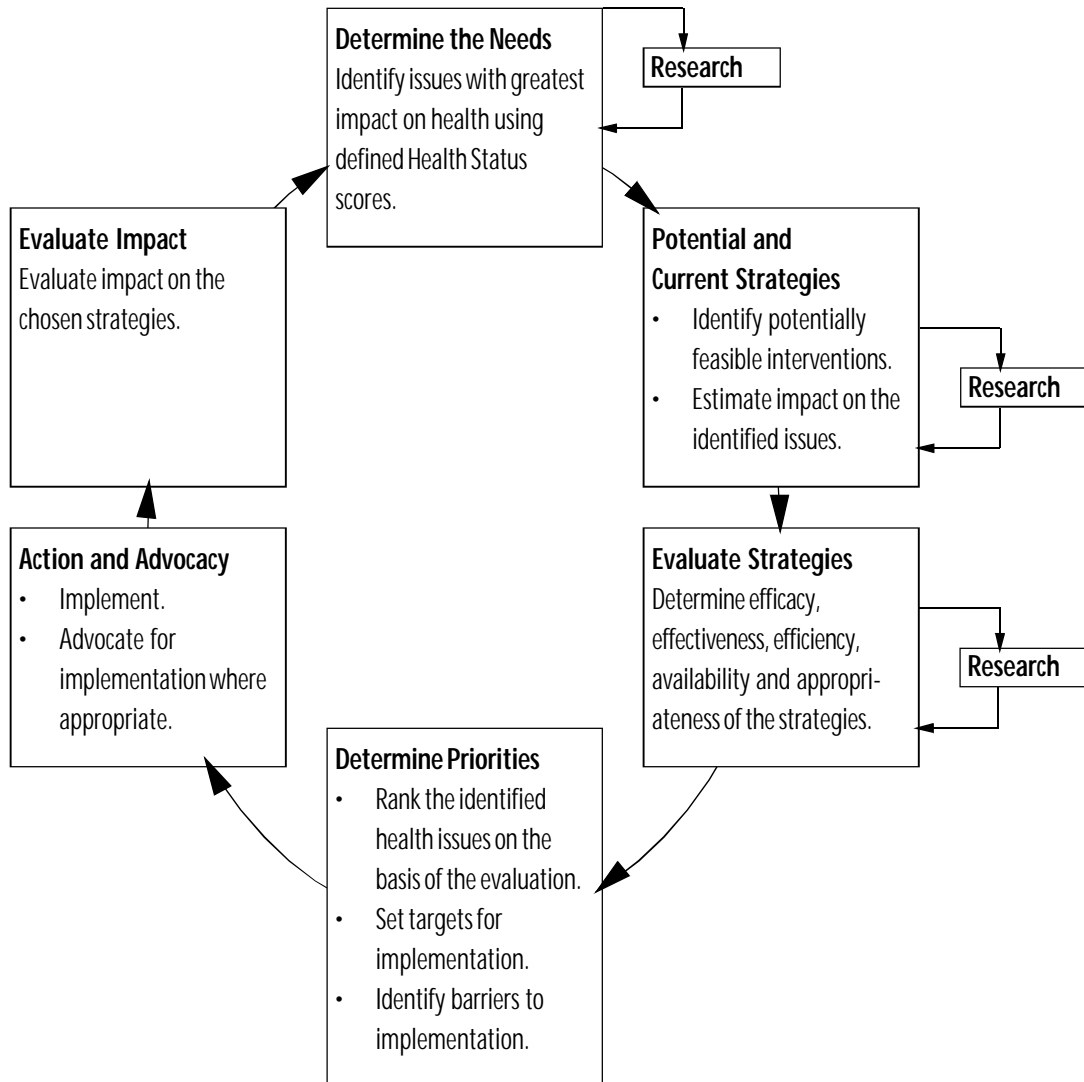 Determine the Needs
Identify issues with greatest
impact on health using
defined Health Status
scores.
Research
Potential and
Current Strategies
• Identify potentially
feasible interventions.
• Estimate impact on the
identified issues.
Research
Evaluate Strategies
Determine efficacy,
effectiveness, efficiency,
availability and appropri-
ateness of the strategies.
Research
Determine Priorities
• Rank the identified
health issues on the
basis of the evaluation.
• Set targets for
implementation.
• Identify barriers to
implementation.
Action and Advocacy
• Implement.
• Advocate for
implementation where
appropriate.
Evaluate Impact
Evaluate impact on the
chosen strategies.